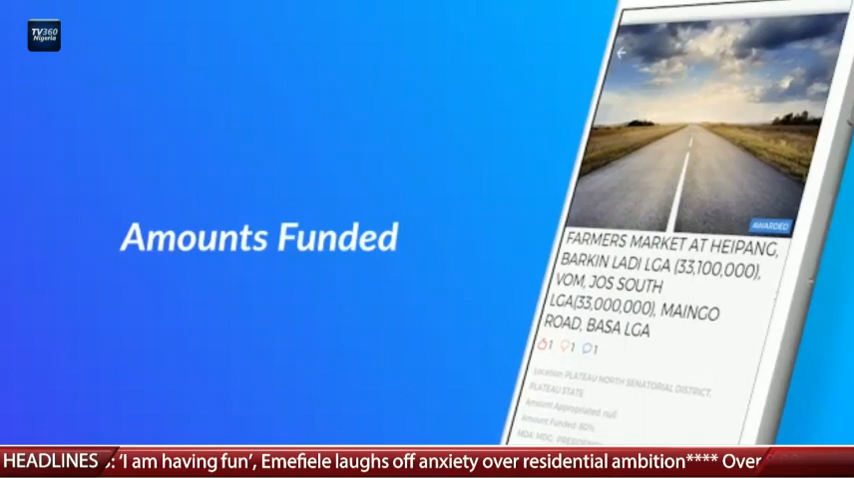 TV360
Nigeria
Amounts Funded
AWARDED
FARMERS MARKET AT HEIPANG,
BARKIN LADI LGA (33,100,000),
VOM, JOS SOUTH
LGA(33,000,000), MAINGO
ROAD, BASA LGA
1 1 1
Location: PLATEAU NORTH SENATORIAL DISTRICT,
PLATEAU STATE
Amount Appropriated: null
Amount Funded: 80%
HEADLINES : 'I am having fun', Emefiele laughs off anxiety over residential ambition**** Over